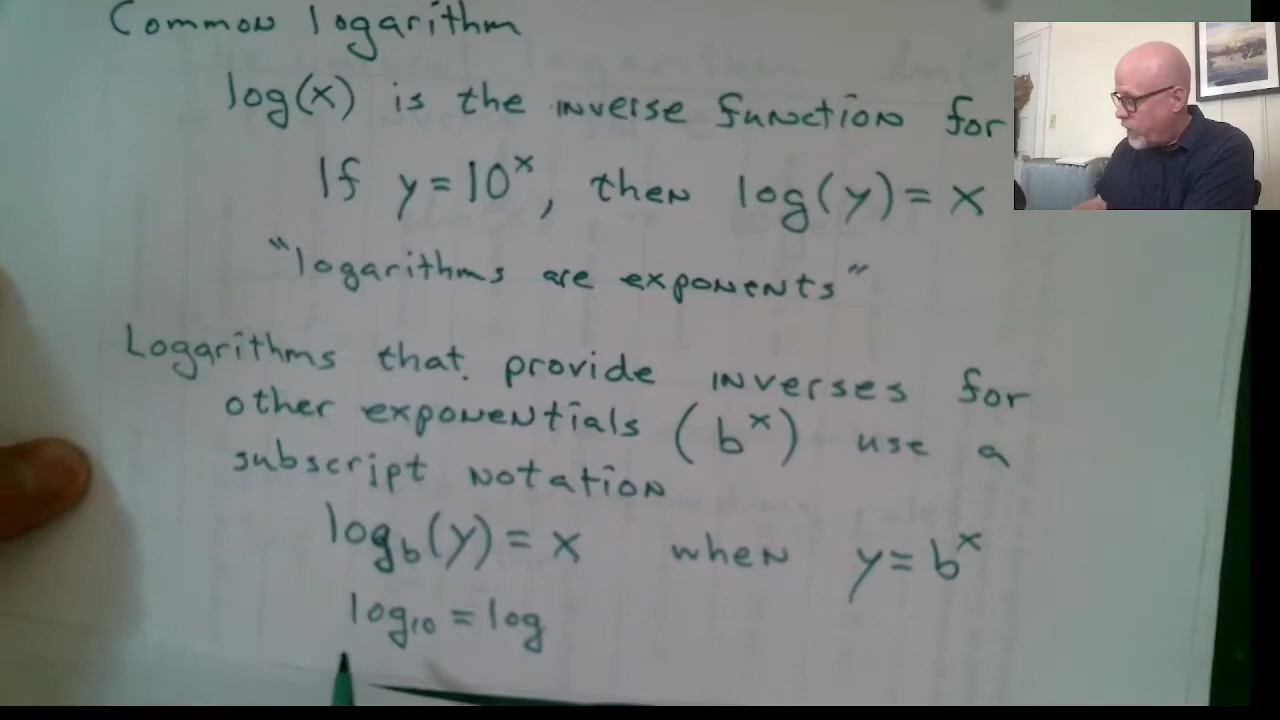 Common logarithm
log(x) is the inverse function for
If y=10^x, then log(y)=x
"logarithms are exponents"
Logarithms that provide inverses for
other exponentials (b^x) use a
subscript notation
log_b(y)=x when y=b^x
log_10=log